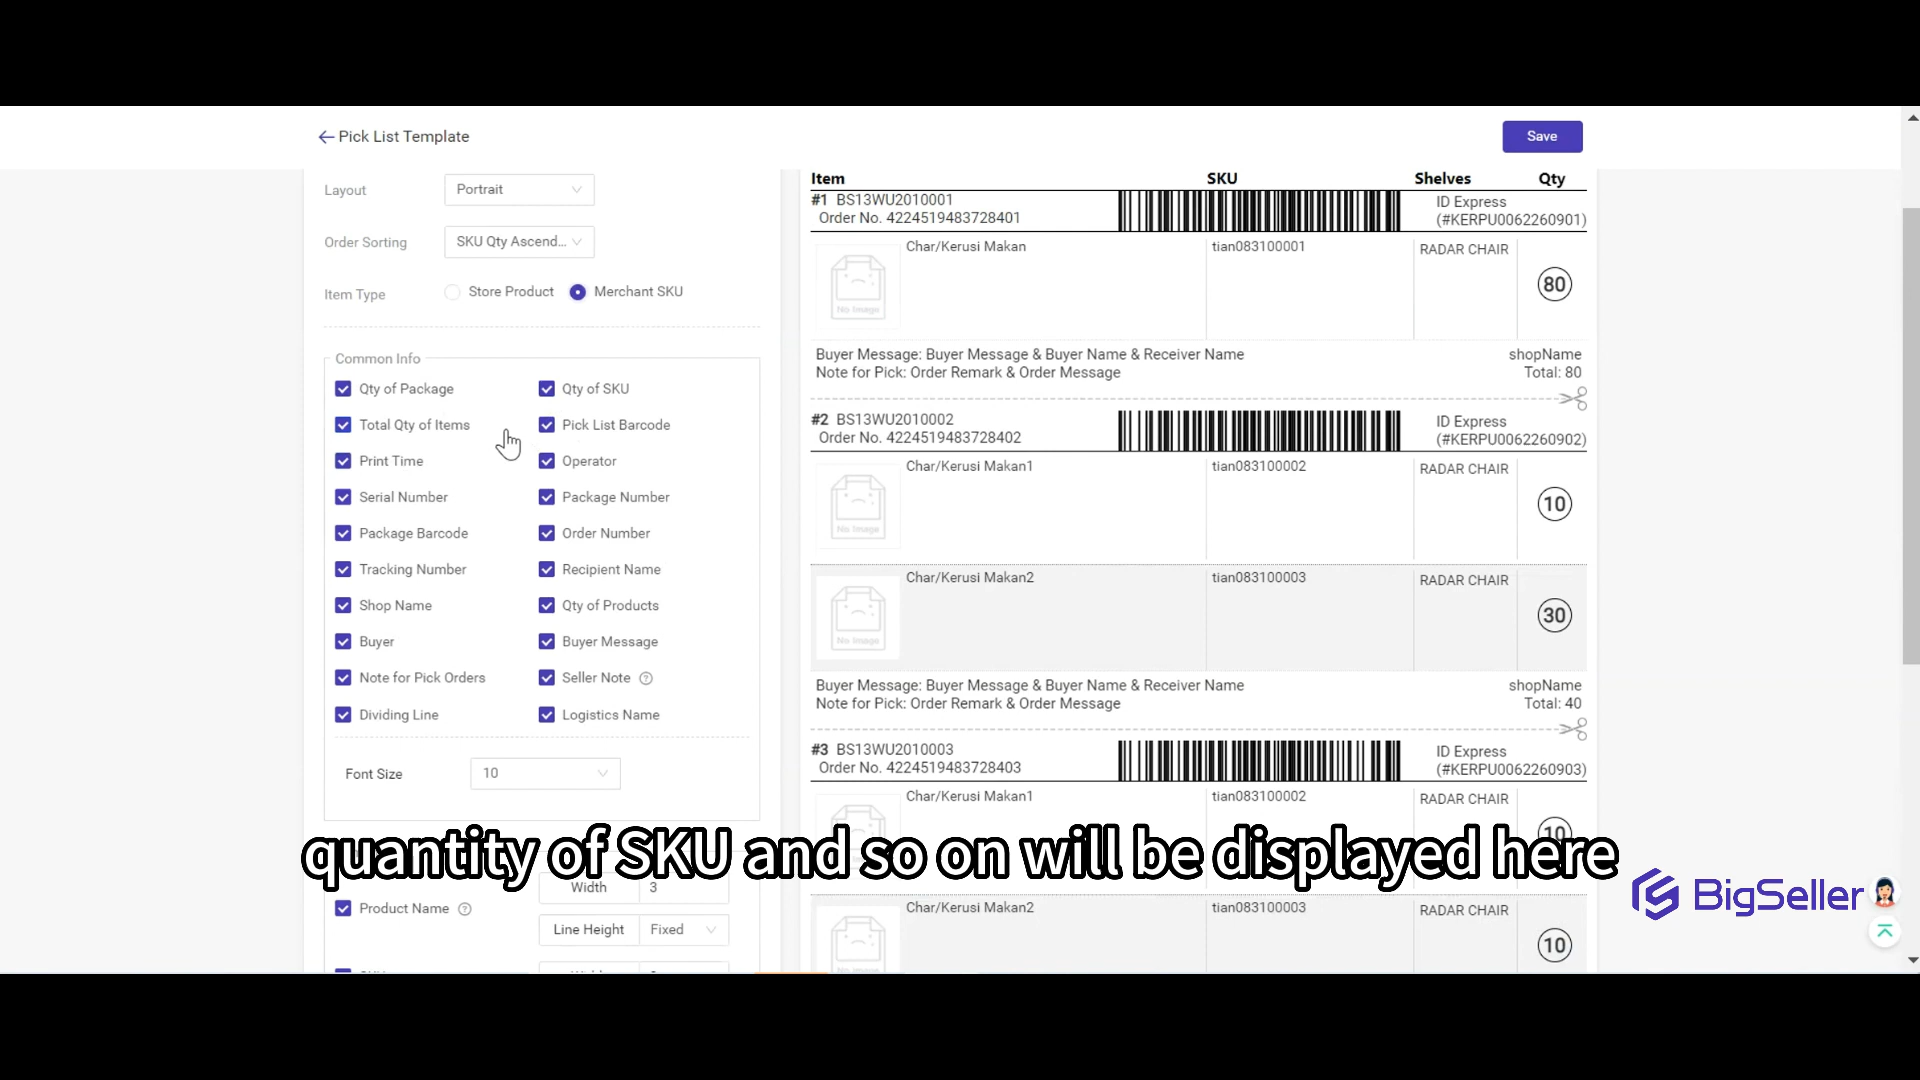 Pick List Template
Save
Layout
Portrait
Order Sorting
SKU Qty Ascend...
Item Type
Store Product
Merchant SKU
Common Info
Qty of Package
Qty of SKU
Total Qty of Items
Pick List Barcode
Print Time
Operator
Serial Number
Package Number
Package Barcode
Order Number
Tracking Number
Recipient Name
Shop Name
Qty of Products
Buyer
Buyer Message
Note for Pick Orders
Seller Note
Dividing Line
Logistics Name
Font Size
10
Width
3
Product Name
Line Height
Fixed
Item SKU Shelves Qty
#1 BS13WU2010001
Order No. 4224519483728401
ID Express
(#KERPU0062260901)
No Image
Char/Kerusi Makan
tian083100001
RADAR CHAIR
80
Buyer Message: Buyer Message & Buyer Name & Receiver Name
Note for Pick: Order Remark & Order Message
shopName
Total: 80
#2 BS13WU2010002
Order No. 4224519483728402
ID Express
(#KERPU0062260902)
No Image
Char/Kerusi Makan1
tian083100002
RADAR CHAIR
10
No Image
Char/Kerusi Makan2
tian083100003
RADAR CHAIR
30
Buyer Message: Buyer Message & Buyer Name & Receiver Name
Note for Pick: Order Remark & Order Message
shopName
Total: 40
#3 BS13WU2010003
Order No. 4224519483728403
ID Express
(#KERPU0062260903)
Char/Kerusi Makan1
tian083100002
RADAR CHAIR
10
Char/Kerusi Makan2
tian083100003
RADAR CHAIR
10
quantity of SKU and so on will be displayed here
BigSeller